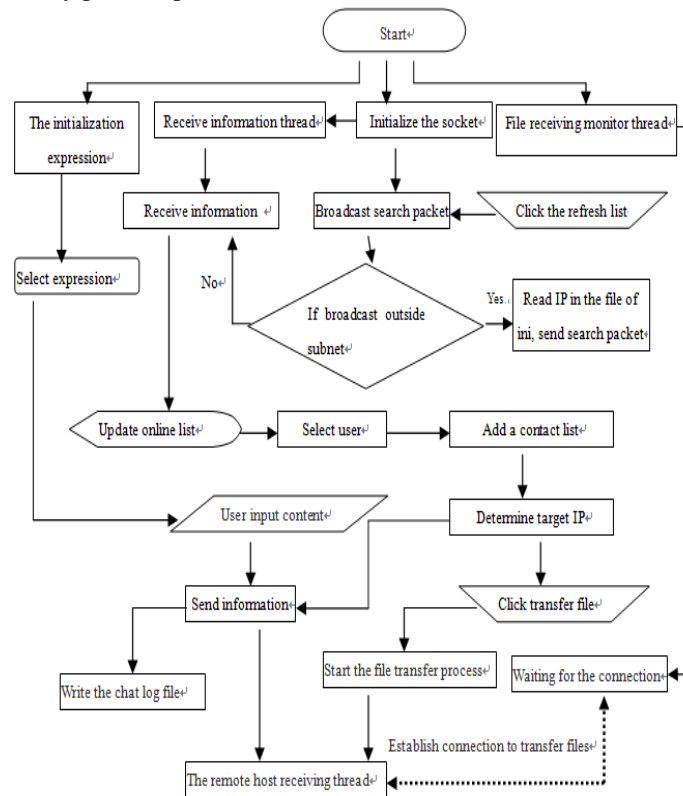 Start↵
The initialization
expression↵
Receive information thread↵
Initialize the socket↵
File receiving monitor thread↵
Receive information ↵
Broadcast search packet
Click the refresh list
Select expression↵
No↵
If broadcast outside
subnet↵
Yes..
Read IP in the file of
ini, send search packet↵
Update online list↵
Select user↵
Add a contact list↵
User input content↵
Determine target IP↵
Send information↵
Click transfer file↵
Write the chat log file↵
Start the file transfer process↵
Waiting for the connection↵
Establish connection to transfer files↵
The remote host receiving thread↵